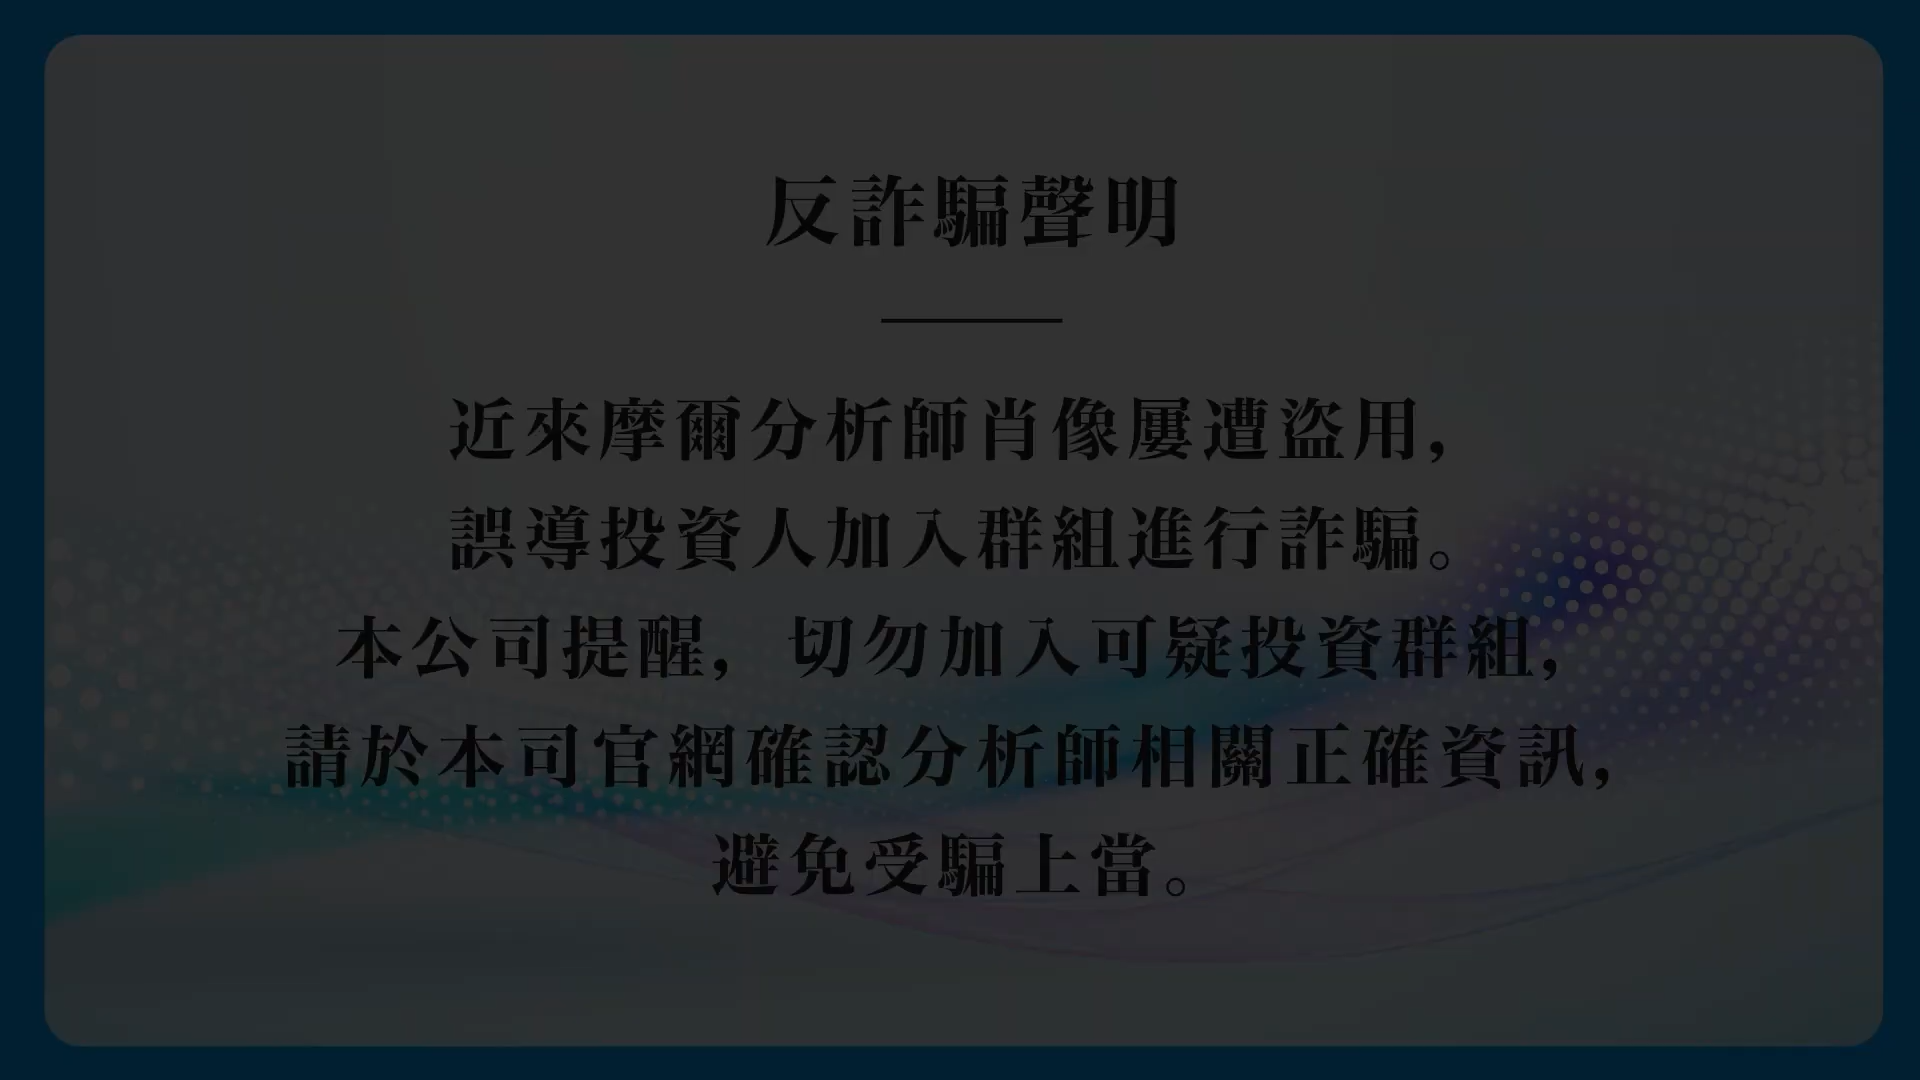 反詐騙聲明
近來摩爾分析師肖像屢遭盜用，
誤導投資人加入群組進行詐騙。
本公司提醒，切勿加入可疑投資群組，
請於本司官網確認分析師相關正確資訊，
避免受騙上當。